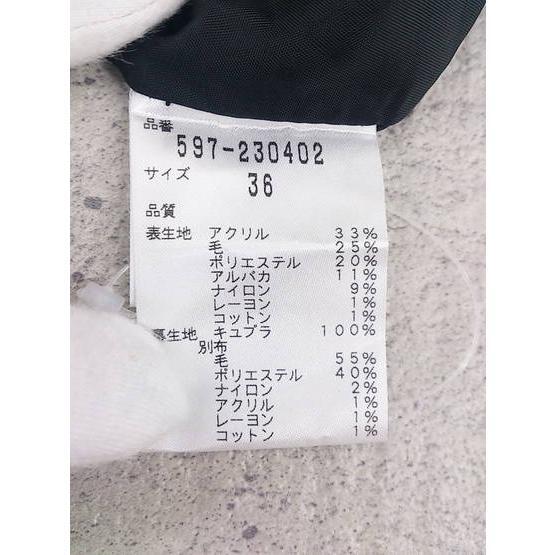 品番
597-230402
サイズ
36
品質
表生地 アクリル 33%
毛 25%
ポリエステル 20%
アルパカ 11%
ナイロン 9%
レーヨン 1%
コットン 1%
裏生地 キュプラ 100%
別布
毛 55%
ポリエステル 40%
ナイロン 2%
アクリル 1%
レーヨン 1%
コットン 1%